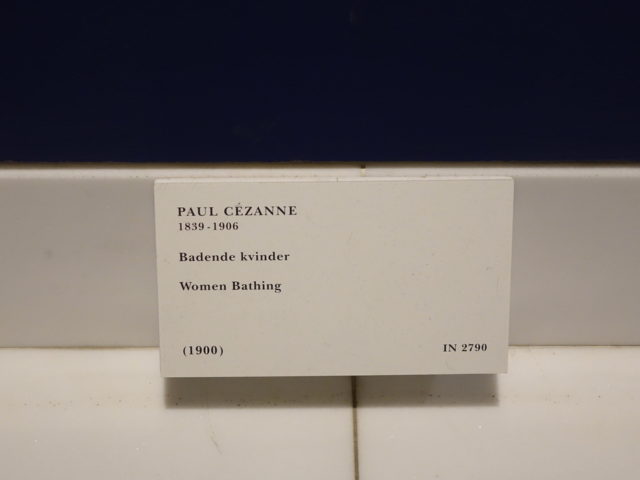 PAUL CÉZANNE
1839-1906
Badende kvinder
Women Bathing
(1900)
IN 2790